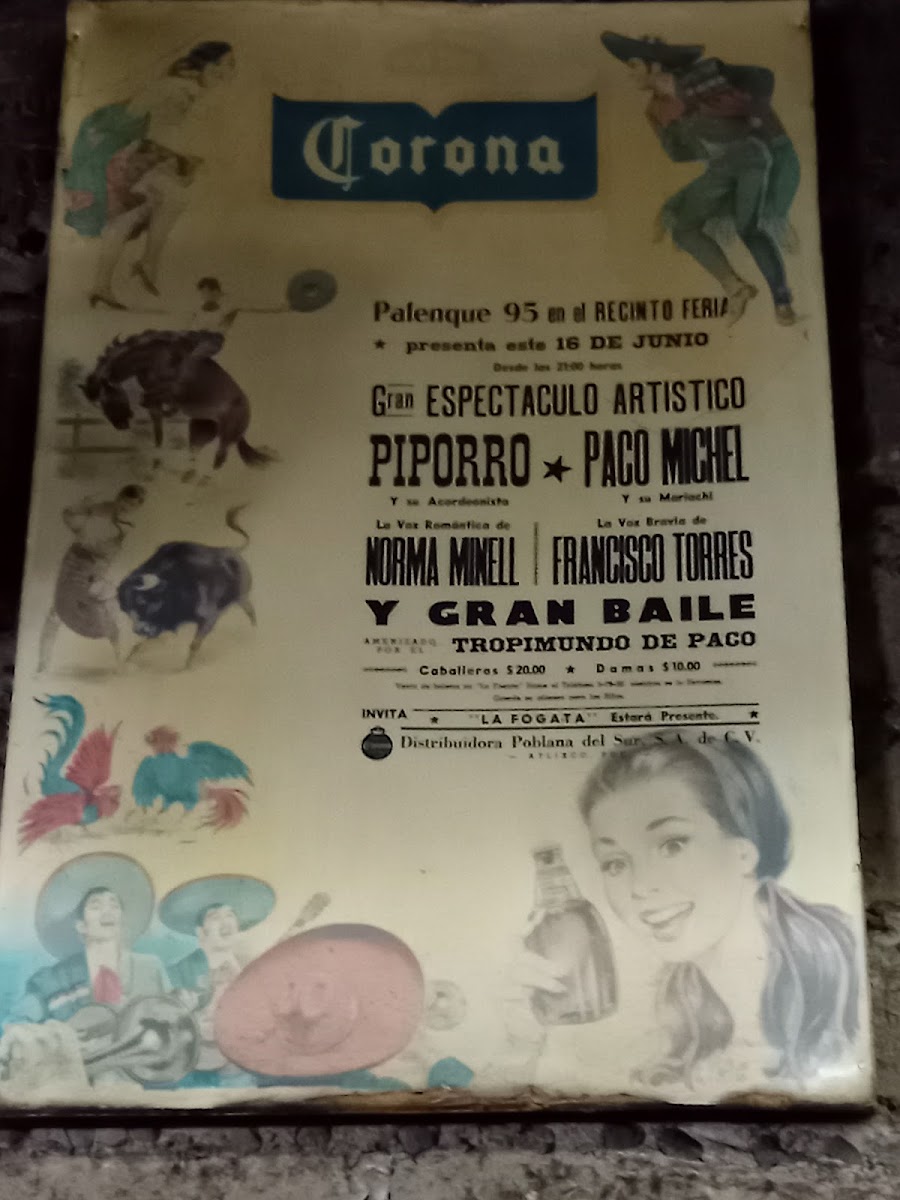 Corona
Palenque 95 en el RECINTO FERIA
★ presenta este 16 DE JUNIO
Desde las 21:00 horas
Gran ESPECTACULO ARTISTICO
PIPORRO ★ PACO MICHEL
Y su Acordeonista Y su Mariachi
La Voz Romántica de La Voz Bravia de
NORMA MINELL FRANCISCO TORRES
Y GRAN BAILE
AMENIZADO POR EL TROPIMUNDO DE PACO
Caballeros $20.00 ★ Damas $10.00
INVITA ★ "LA FOGATA" Estará Presente. ★
Distribuidora Poblana del Sur, S. A. de C. V.
ATLIXCO,